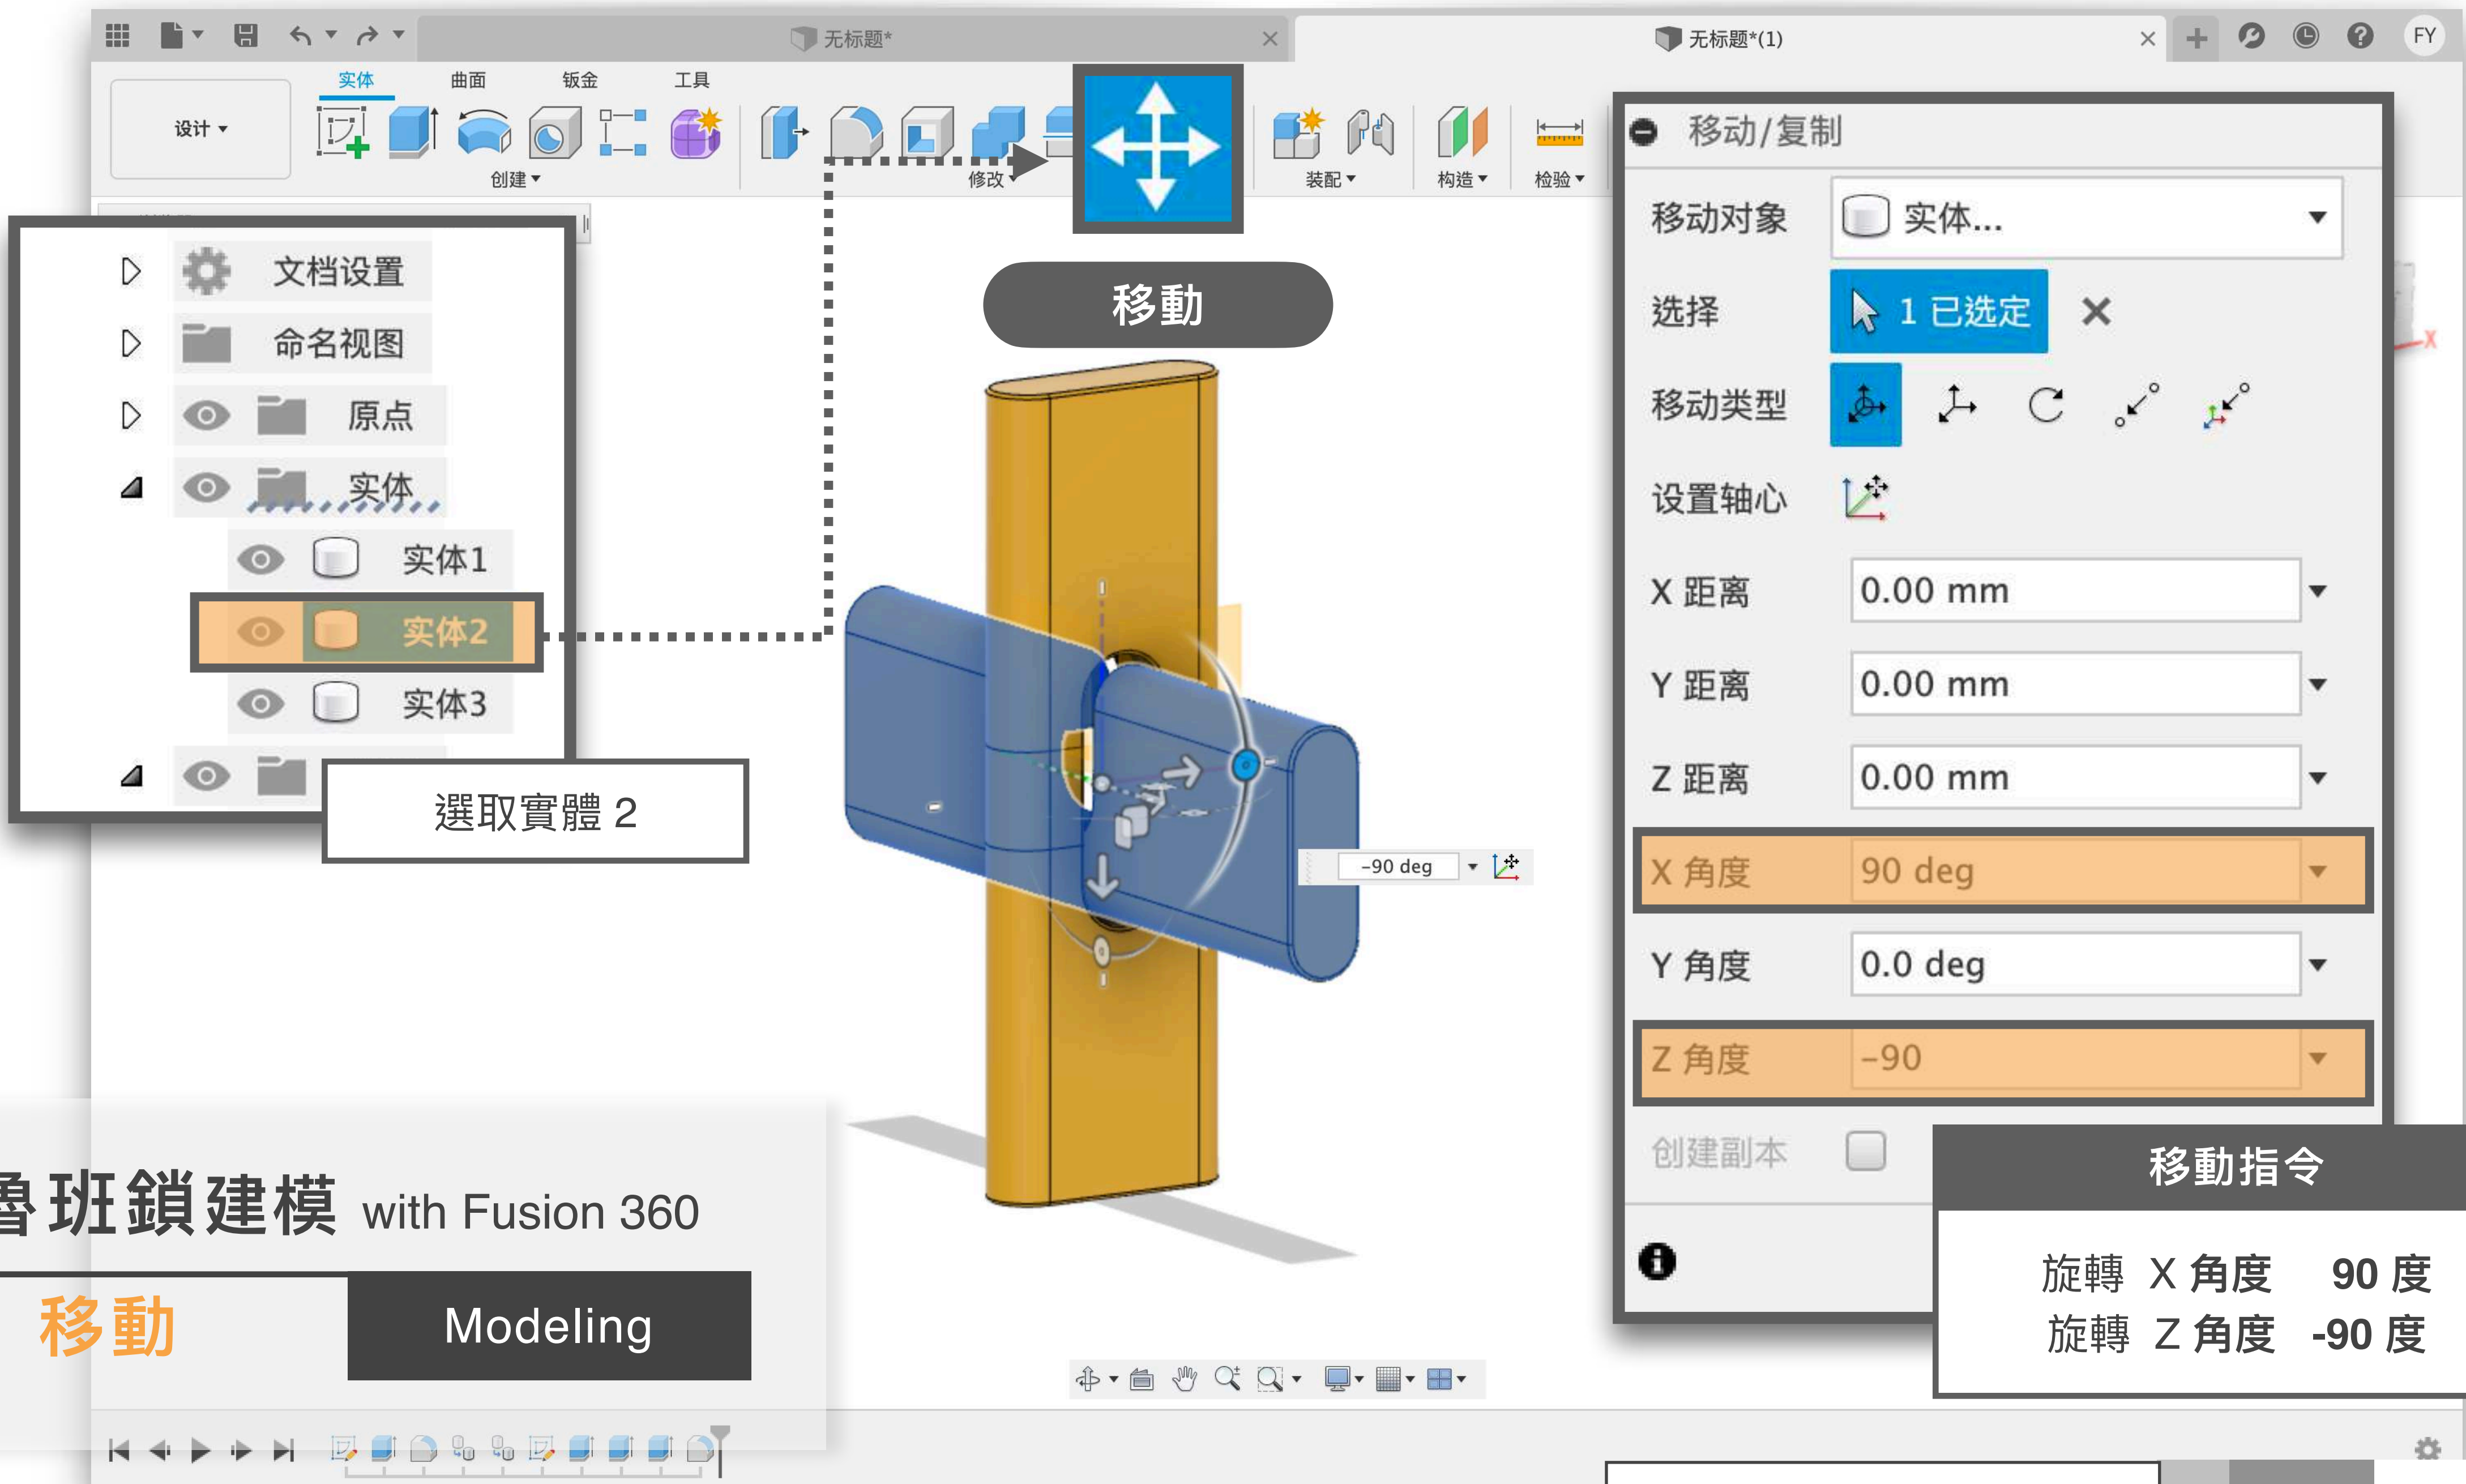 无标题*
无标题*(1)
FY
实体
曲面
钣金
工具
设计
创建
修改
装配
构造
检验
文档设置
命名视图
原点
实体
实体1
实体2
实体3
選取實體 2
移動
-90 deg
X
移动/复制
移动对象 实体...
选择 1 已选定
移动类型
设置轴心
X 距离 0.00 mm
Y 距离 0.00 mm
Z 距离 0.00 mm
X 角度 90 deg
Y 角度 0.0 deg
Z 角度 -90
创建副本
移動指令
旋轉 X 角度 90 度
旋轉 Z 角度 -90 度
魯班鎖建模 with Fusion 360
移動
Modeling